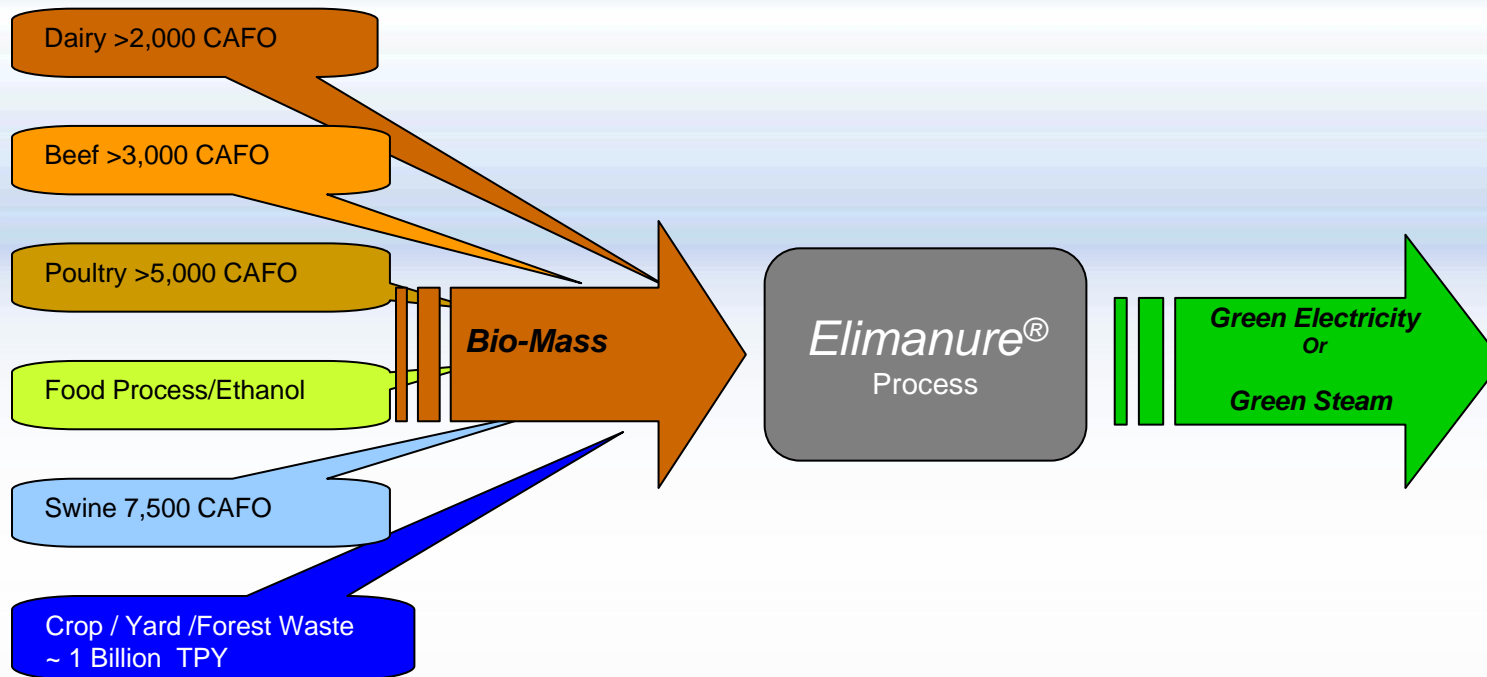 Dairy >2,000 CAFO
Beef >3,000 CAFO
Poultry >5,000 CAFO
Food Process/Ethanol
Swine 7,500 CAFO
Crop / Yard /Forest Waste
~ 1 Billion  TPY
Bio-Mass
Elimanure®
Process
Green Electricity
Or
Green Steam